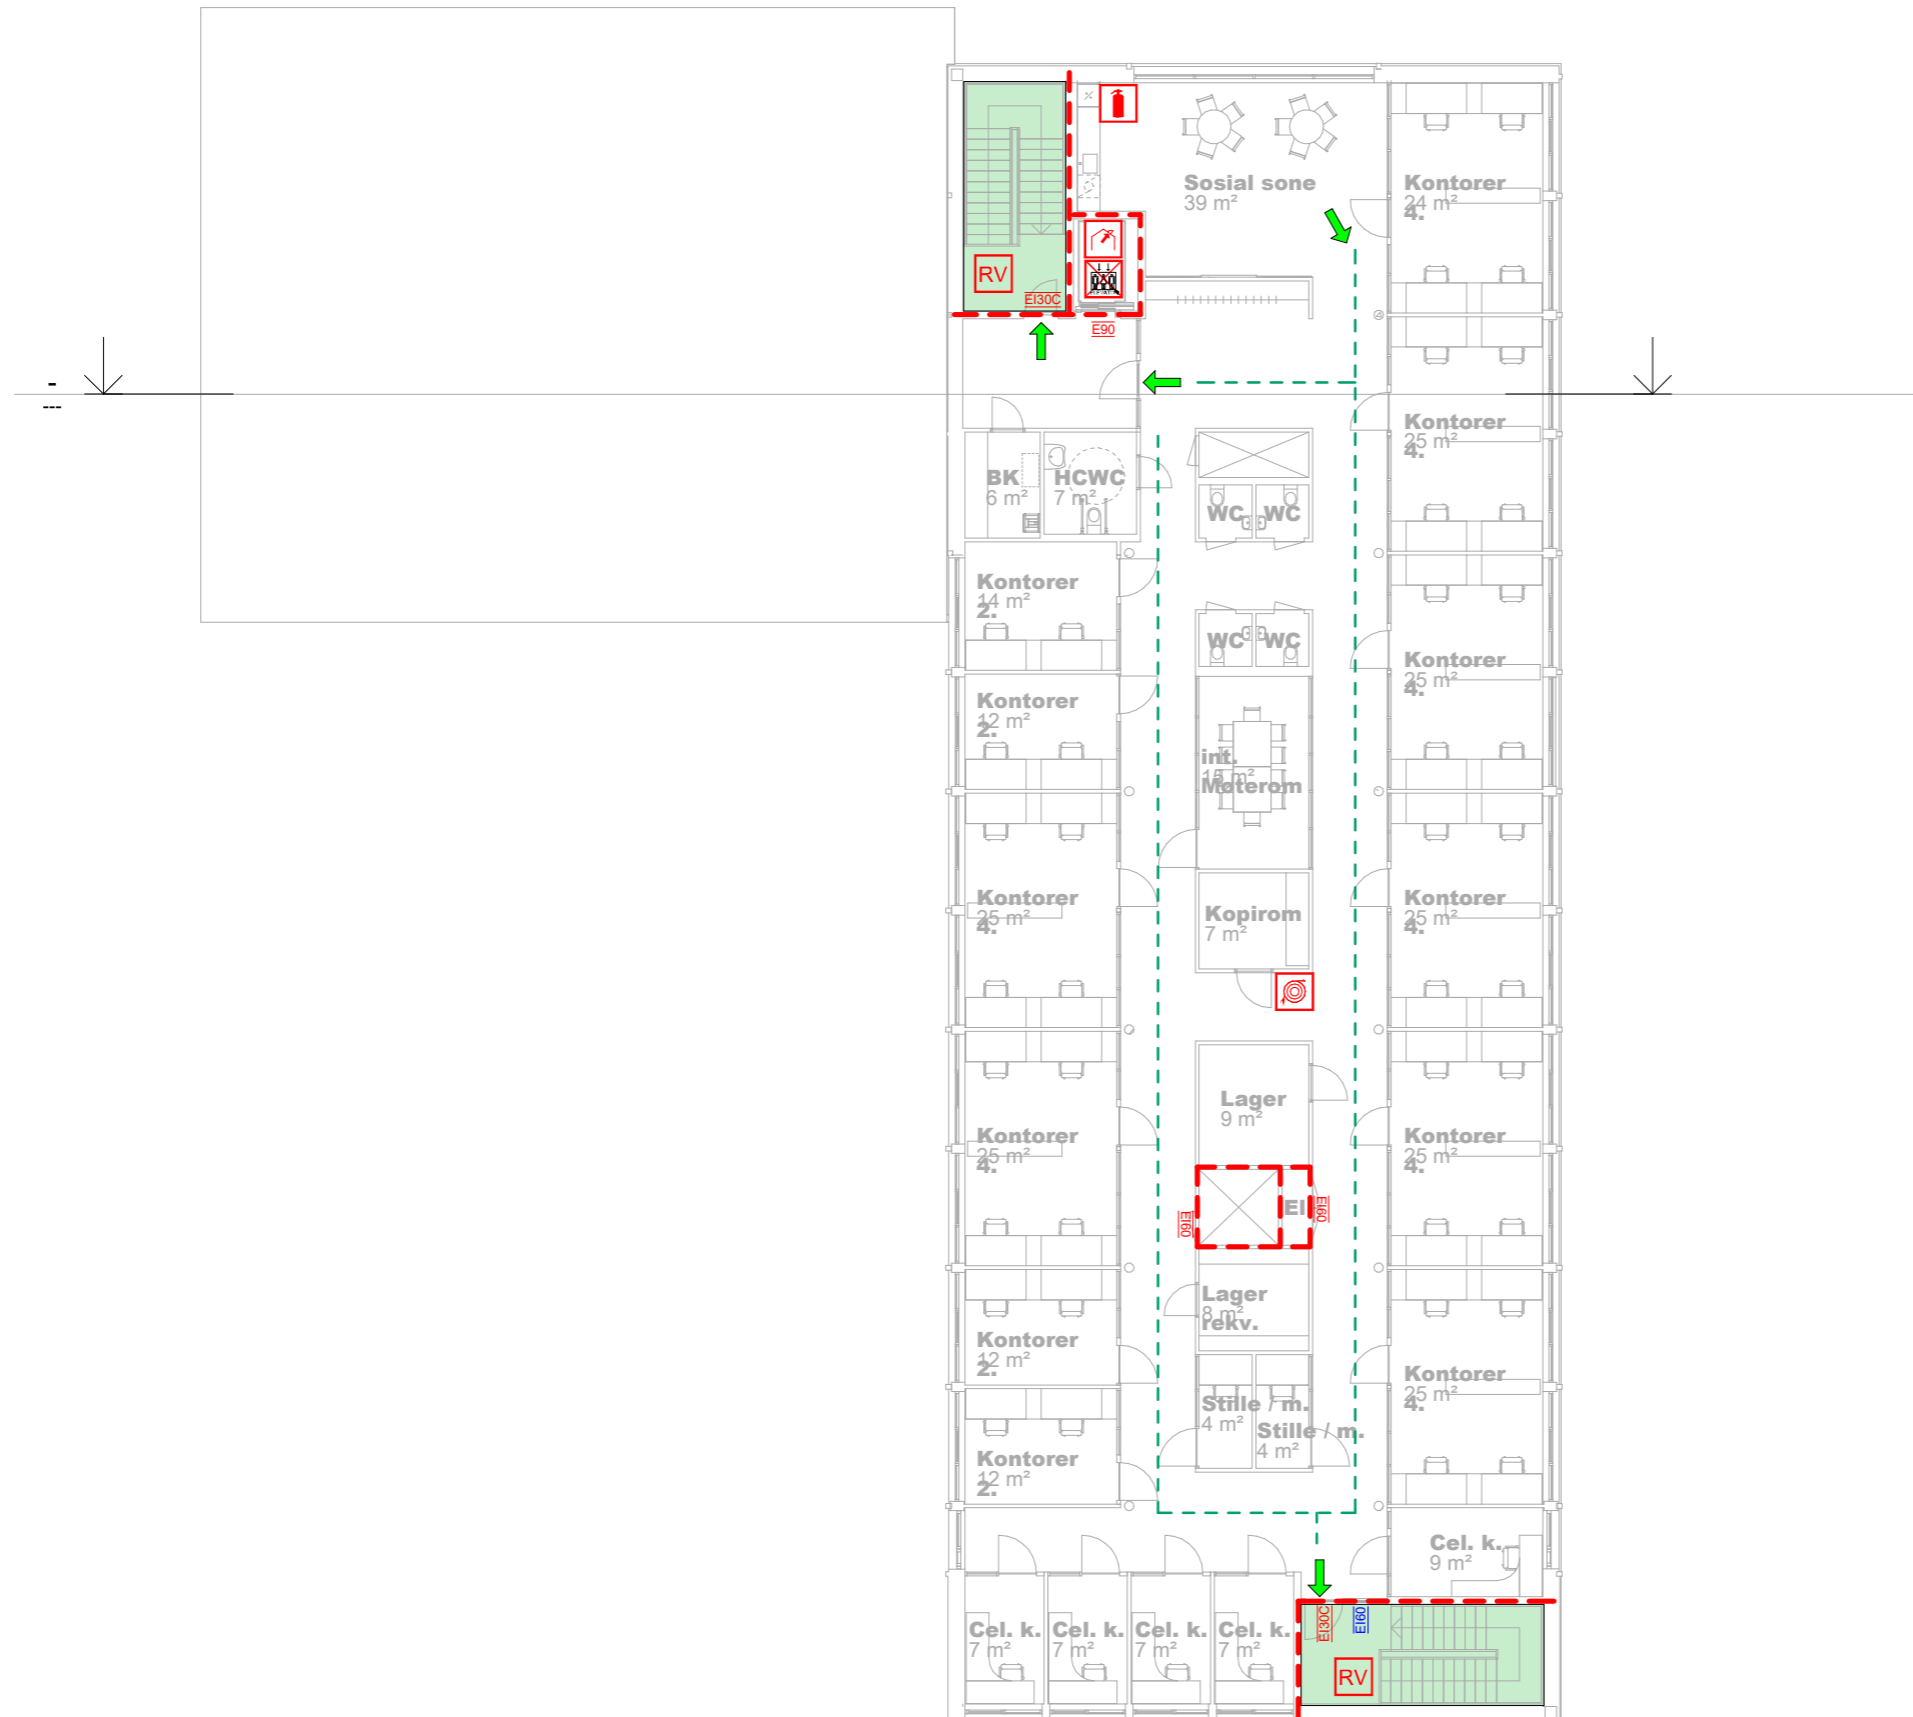 Sosial sone
39 m²
Kontorer
24 m²
4.
RV
EI30C
E90
-
---
Kontorer
25 m²
4.
BK
6 m²
HCWC
7 m²
WC
WC
Kontorer
14 m²
2.
WC
WC
Kontorer
25 m²
4.
Kontorer
12 m²
2.
int.
15 m²
Møterom
Kontorer
25 m²
4.
Kopirom
7 m²
Kontorer
25 m²
4.
Lager
9 m²
Kontorer
25 m²
4.
Kontorer
25 m²
4.
EI60
El
EI60
Lager
8 m²
rekv.
Kontorer
12 m²
2.
Kontorer
25 m²
4.
Stille / m.
4 m²
Stille / m.
4 m²
Kontorer
12 m²
2.
Cel. k.
9 m²
Cel. k.
7 m²
Cel. k.
7 m²
Cel. k.
7 m²
Cel. k.
7 m²
EI30C
EI60
RV